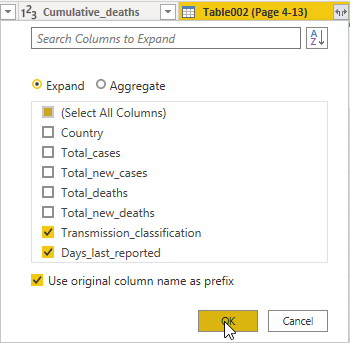 1²3 Cumulative_deaths Table002 (Page 4-13)
Search Columns to Expand A Z
Expand Aggregate
(Select All Columns)
Country
Total_cases
Total_new_cases
Total_deaths
Total_new_deaths
Transmission_classification
Days_last_reported
Use original column name as prefix
OK Cancel